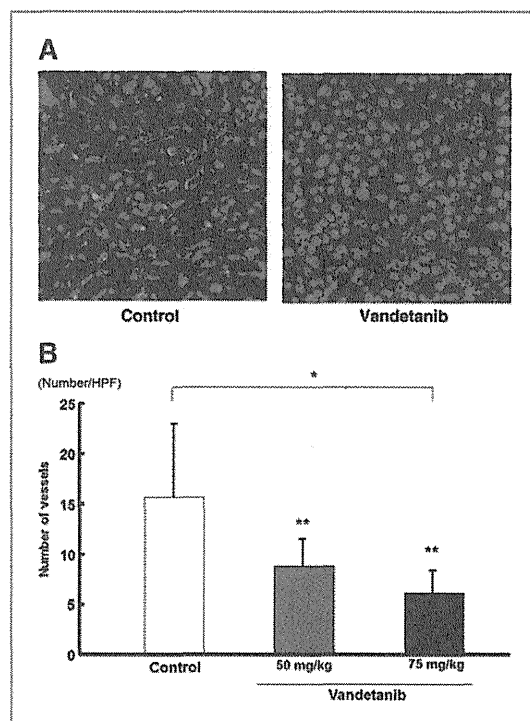 A
Control
Vandetanib
B
(Number/HPF)
*
25
20
15
10
5
0
Number of vessels
**
**
Control
50 mg/kg
75 mg/kg
Vandetanib